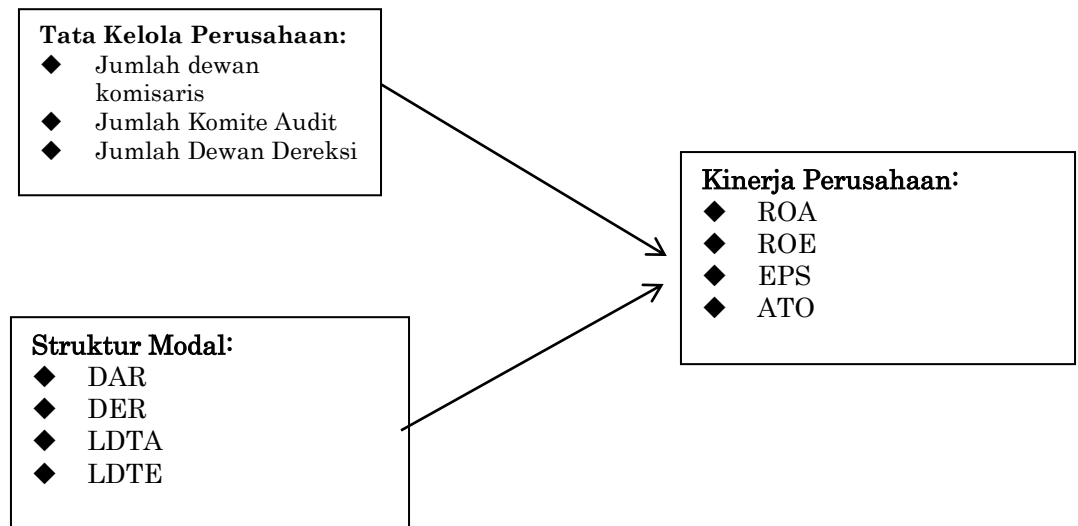 Tata Kelola Perusahaan:
◆ Jumlah dewan
komisaris
◆ Jumlah Komite Audit
◆ Jumlah Dewan Dereksi
Kinerja Perusahaan:
◆ ROA
◆ ROE
◆ EPS
◆ ATO
Struktur Modal:
◆ DAR
◆ DER
◆ LDTA
◆ LDTE